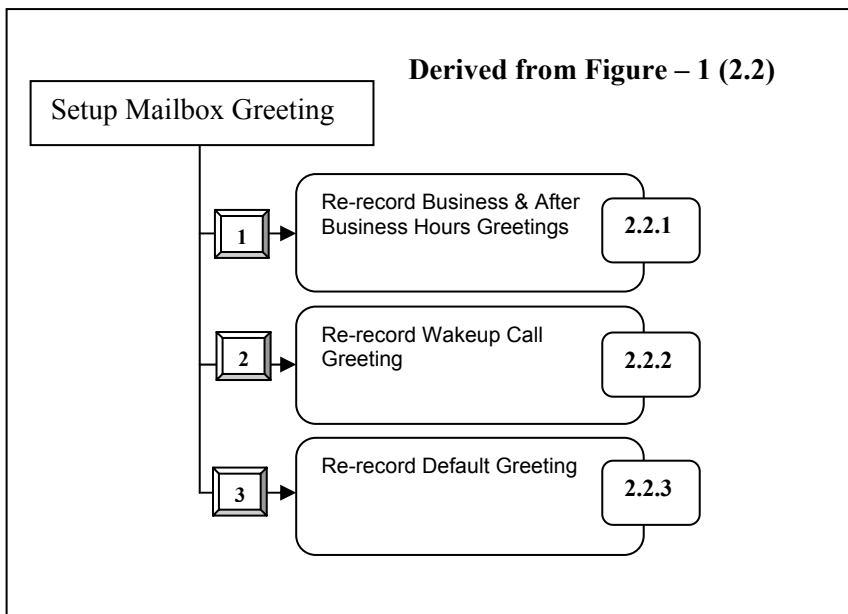 Derived from Figure – 1 (2.2)
Setup Mailbox Greeting
1
Re-record Business & After
Business Hours Greetings
2.2.1
2
Re-record Wakeup Call
Greeting
2.2.2
3
Re-record Default Greeting
2.2.3